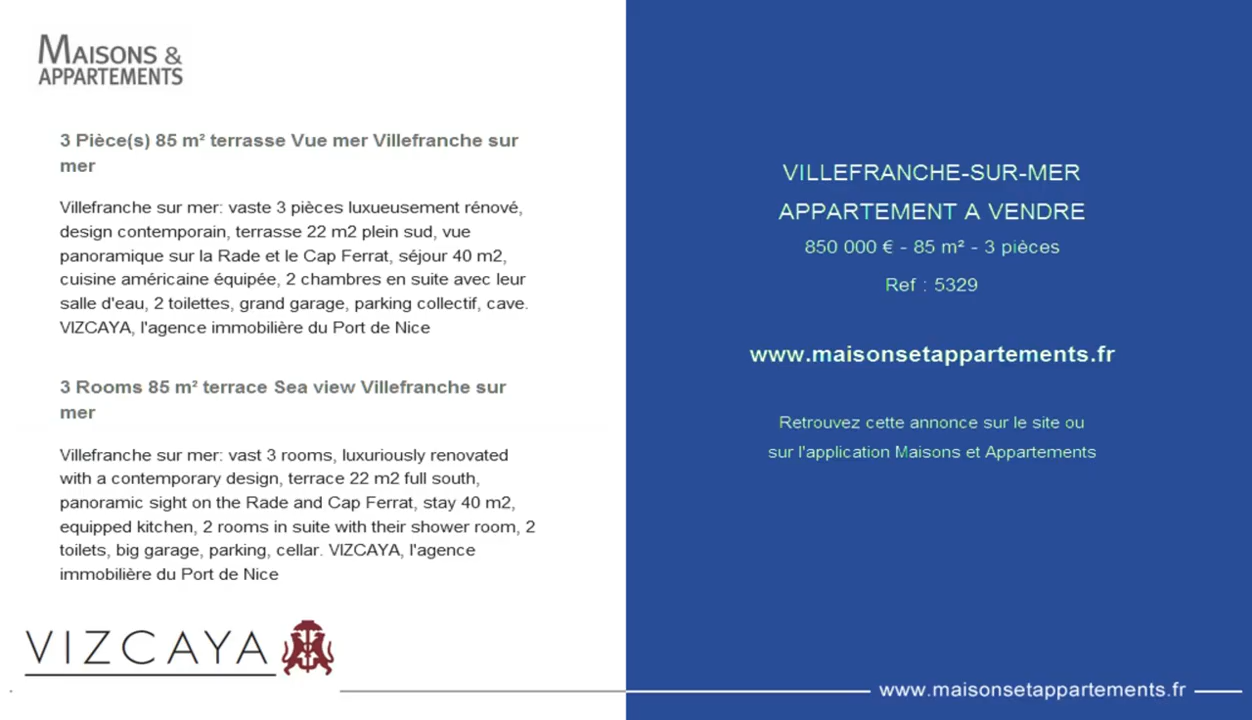 MAISONS &
APPARTEMENTS
3 Pièce(s) 85 m² terrasse Vue mer Villefranche sur
mer
Villefranche sur mer: vaste 3 pièces luxueusement rénové,
design contemporain, terrasse 22 m2 plein sud, vue
panoramique sur la Rade et le Cap Ferrat, séjour 40 m2,
cuisine américaine équipée, 2 chambres en suite avec leur
salle d'eau, 2 toilettes, grand garage, parking collectif, cave.
VIZCAYA, l'agence immobilière du Port de Nice
3 Rooms 85 m² terrace Sea view Villefranche sur
mer
Villefranche sur mer: vast 3 rooms, luxuriously renovated
with a contemporary design, terrace 22 m2 full south,
panoramic sight on the Rade and Cap Ferrat, stay 40 m2,
equipped kitchen, 2 rooms in suite with their shower room, 2
toilets, big garage, parking, cellar. VIZCAYA, l'agence
immobilière du Port de Nice
VIZCAYA
VILLEFRANCHE-SUR-MER
APPARTEMENT A VENDRE
850 000 € - 85 m² - 3 pièces
Ref : 5329
www.maisonsetappartements.fr
Retrouvez cette annonce sur le site ou
sur l'application Maisons et Appartements
www.maisonsetappartements.fr